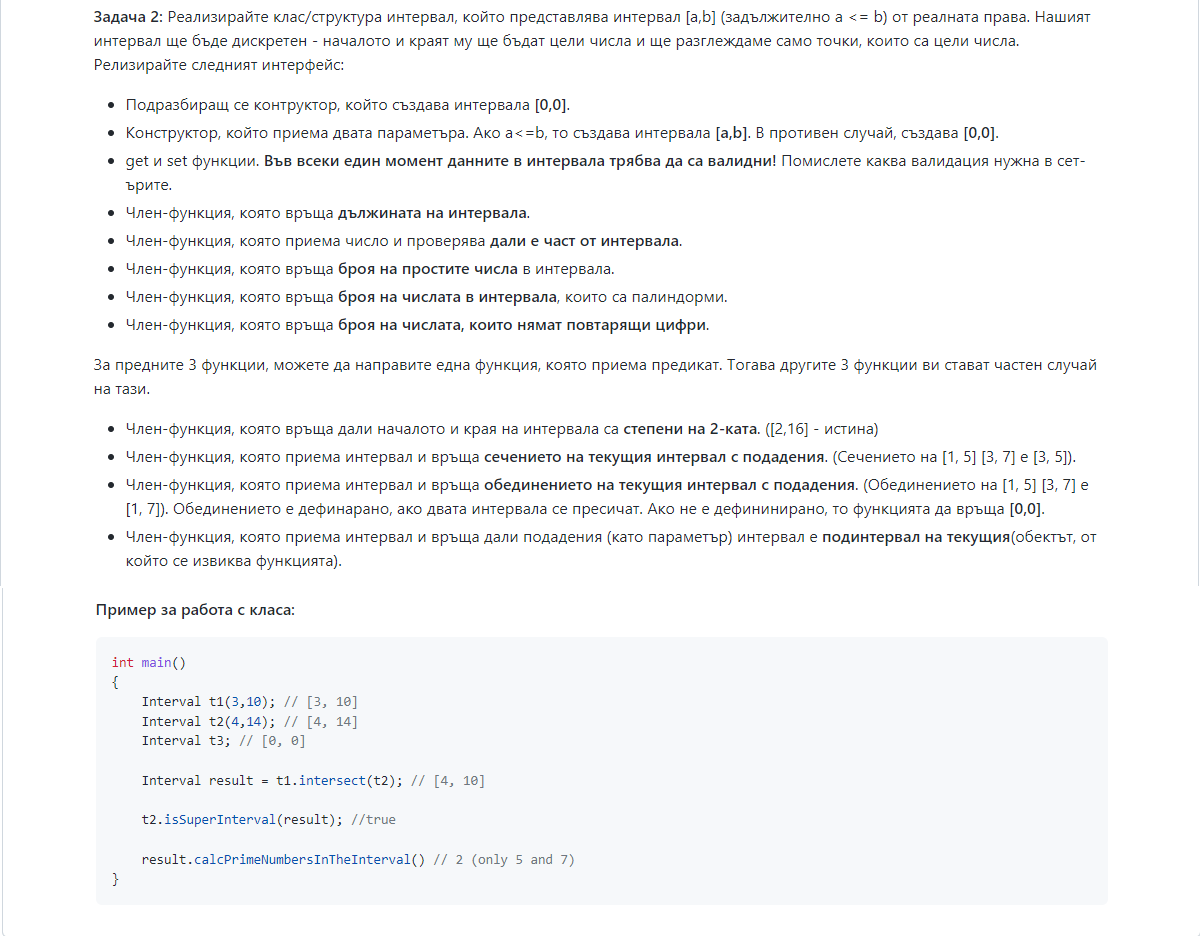 Задача 2: Реализирайте клас/структура интервал, който представлява интервал [a,b] (задължително a <= b) от реалната права. Нашият
интервал ще бъде дискретен - началото и краят му ще бъдат цели числа и ще разглеждаме само точки, които са цели числа.
Релизирайте следният интерфейс:
• Подразбиращ се контруктор, който създава интервала [0,0].
• Конструктор, който приема двата параметъра. Ако a<=b, то създава интервала [a,b]. В противен случай, създава [0,0].
• get и set функции. Във всеки един момент данните в интервала трябва да са валидни! Помислете каква валидация нужна в сет-
ърите.
• Член-функция, която връща дължината на интервала.
• Член-функция, която приема число и проверява дали е част от интервала.
• Член-функция, която връща броя на простите числа в интервала.
• Член-функция, която връща броя на числата в интервала, които са палиндорми.
• Член-функция, която връща броя на числата, които нямат повтарящи цифри.
За предните 3 функции, можете да направите една функция, която приема предикат. Тогава другите 3 функции ви стават частен случай
на тази.
• Член-функция, която връща дали началото и края на интервала са степени на 2-ката. ([2,16] - истина)
• Член-функция, която приема интервал и връща сечението на текущия интервал с подадения. (Сечението на [1, 5] [3, 7] е [3, 5]).
• Член-функция, която приема интервал и връща обединението на текущия интервал с подадения. (Обединението на [1, 5] [3, 7] е
[1, 7]). Обединението е дефинарано, ако двата интервала се пресичат. Ако не е дефининирано, то функцията да връща [0,0].
• Член-функция, която приема интервал и връща дали подадения (като параметър) интервал е подинтервал на текущия(обектът, от
който се извиква функцията).
Пример за работа с класа:
int main()
{
Interval t1(3,10); // [3, 10]
Interval t2(4,14); // [4, 14]
Interval t3; // [0, 0]
Interval result = t1.intersect(t2); // [4, 10]
t2.isSuperInterval(result); //true
result.calcPrimeNumbersInTheInterval() // 2 (only 5 and 7)
}